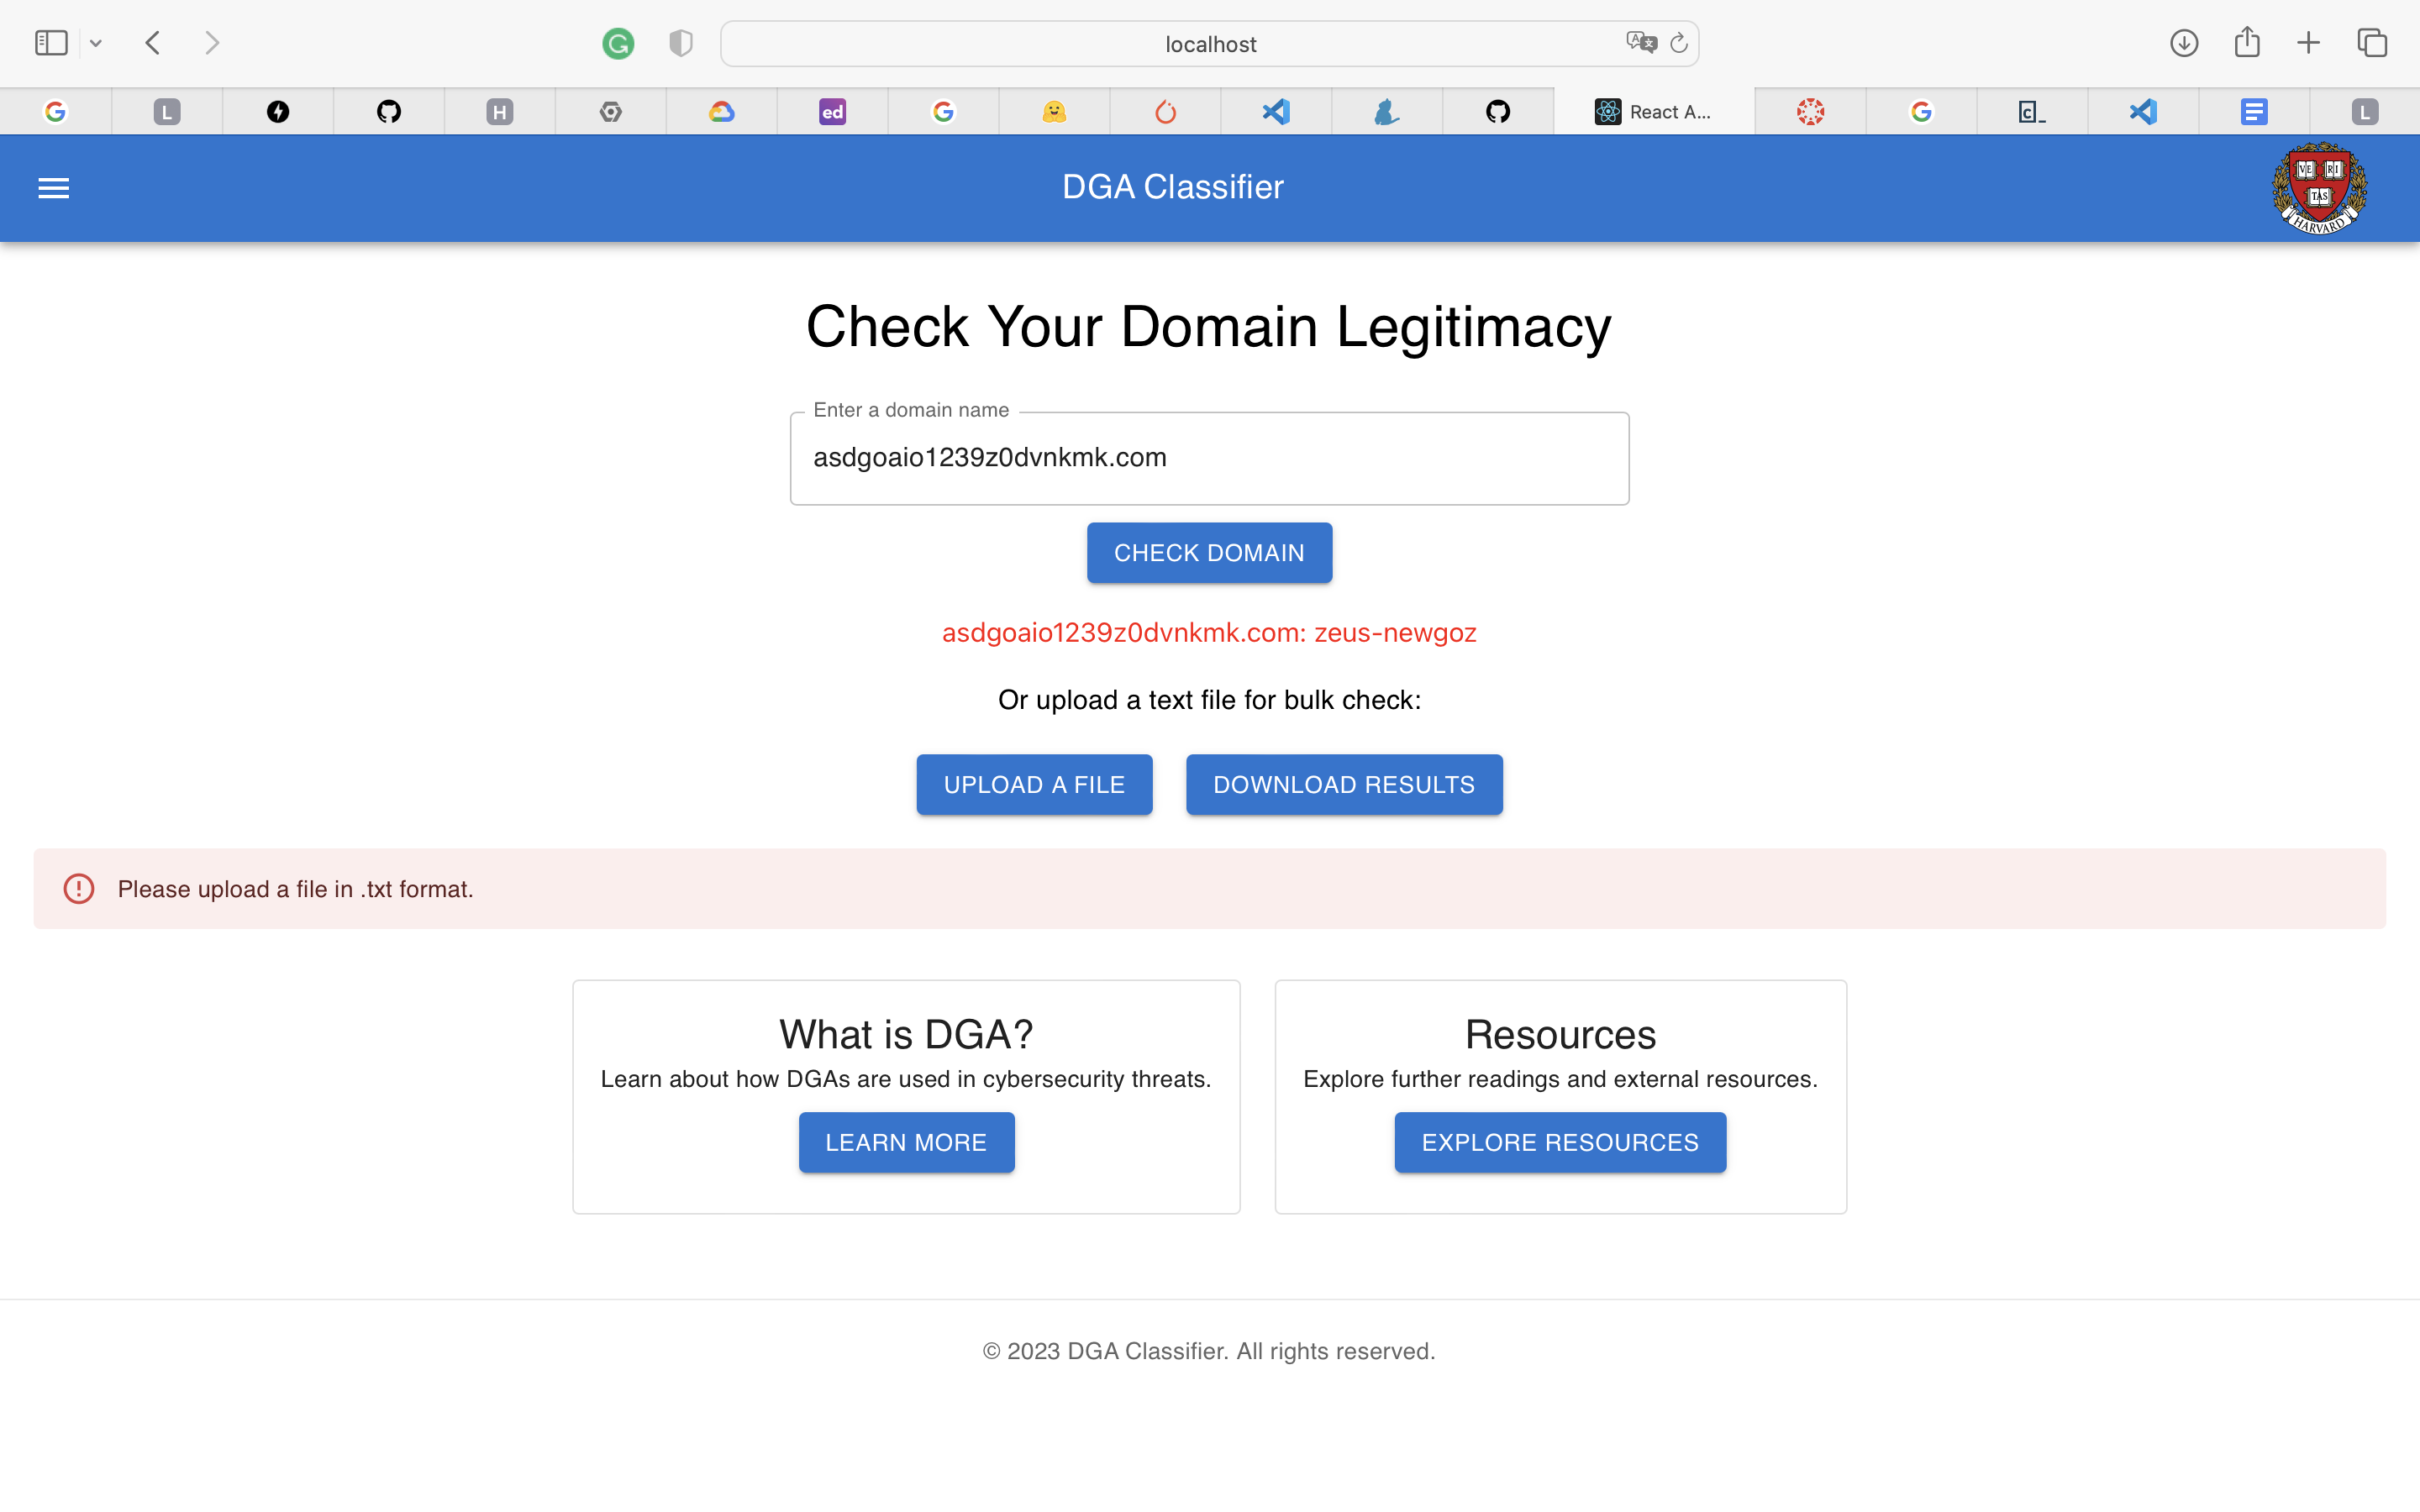 localhost
L
H
ed
React A...
L
DGA Classifier
VE RI TAS
HARVARD
Check Your Domain Legitimacy
Enter a domain name
asdgoaio1239z0dvnkmk.com
CHECK DOMAIN
asdgoaio1239z0dvnkmk.com: zeus-newgoz
Or upload a text file for bulk check:
UPLOAD A FILE DOWNLOAD RESULTS
Please upload a file in .txt format.
What is DGA? Resources
Learn about how DGAs are used in cybersecurity threats. Explore further readings and external resources.
LEARN MORE EXPLORE RESOURCES
© 2023 DGA Classifier. All rights reserved.